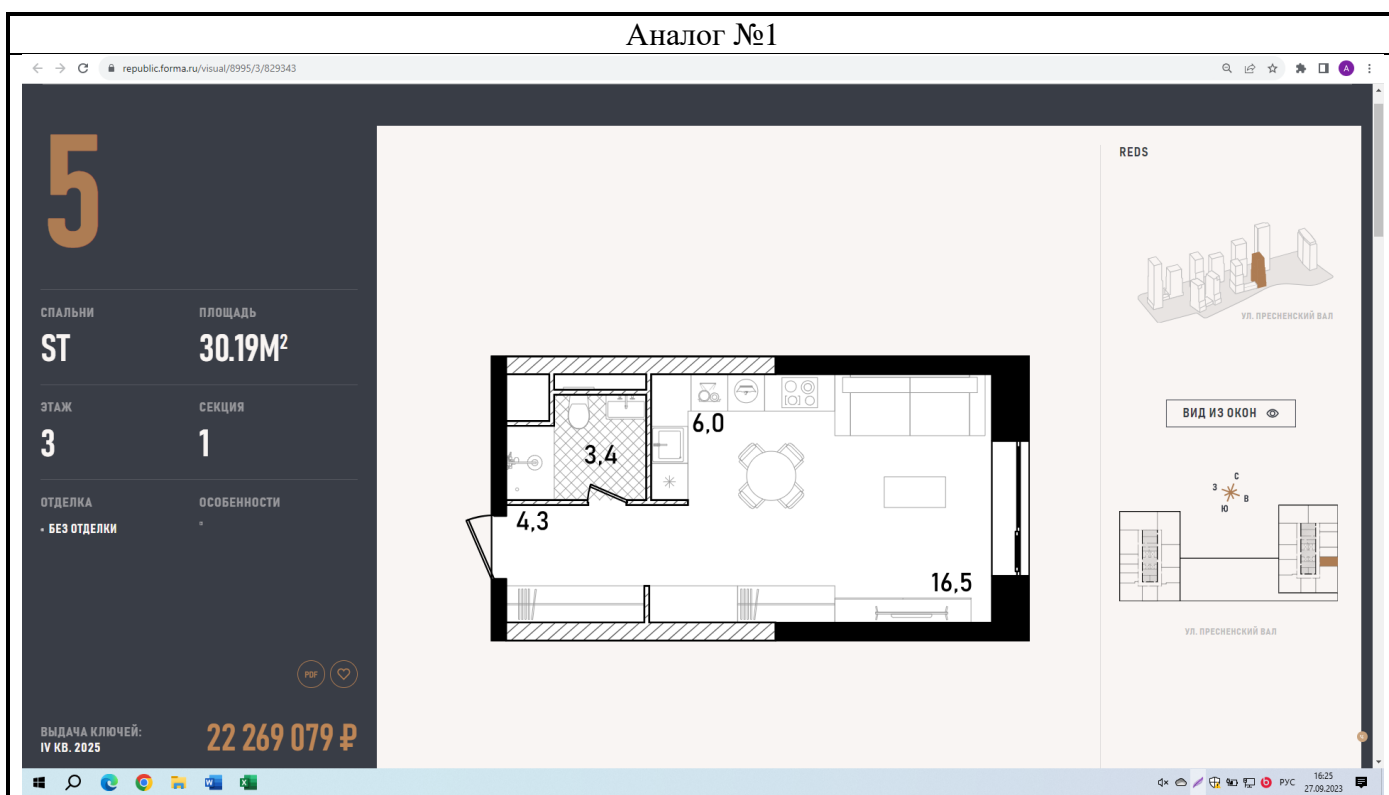 Аналог №1
republic.forma.ru/visual/8995/3/829343
A
5
СПАЛЬНИ
ПЛОЩАДЬ
ST
30.19М²
ЭТАЖ
СЕКЦИЯ
3
1
ОТДЕЛКА
ОСОБЕННОСТИ
БЕЗ ОТДЕЛКИ
PDF
ВЫДАЧА КЛЮЧЕЙ:
IV КВ. 2025
22 269 079 ₽
6,0
3,4
4,3
16,5
REDS
УЛ. ПРЕСНЕНСКИЙ ВАЛ
ВИД ИЗ ОКОН
С
З
В
Ю
УЛ. ПРЕСНЕНСКИЙ ВАЛ
РУС
16:25
27.09.2023